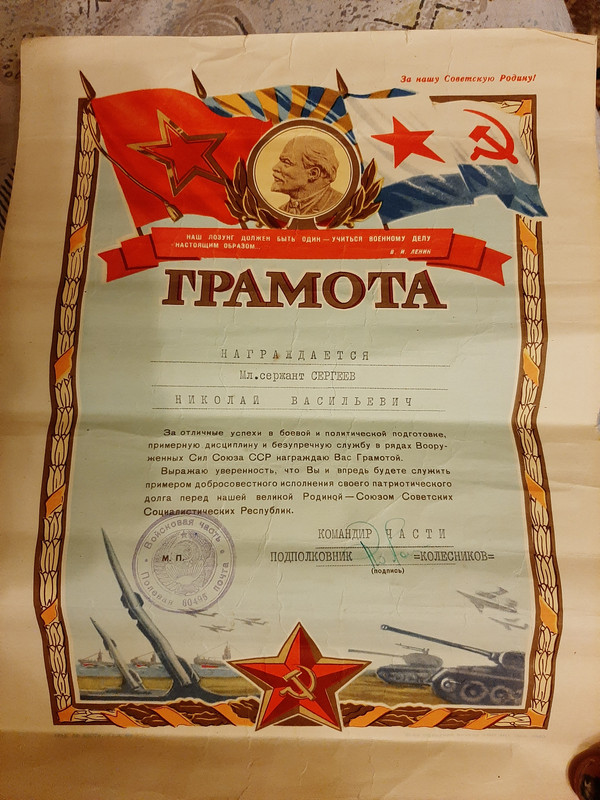 За нашу Советскую Родину!
НАШ ЛОЗУНГ ДОЛЖЕН БЫТЬ ОДИН — УЧИТЬСЯ ВОЕННОМУ ДЕЛУ
НАСТОЯЩИМ ОБРАЗОМ...
В. И. ЛЕНИН
ГРАМОТА
НАГРАЖДАЕТСЯ
Мл.сержант СЕРГЕЕВ
НИКОЛАЙ ВАСИЛЬЕВИЧ
За отличные успехи в боевой и политической подготовке,
примерную дисциплину и безупречную службу в рядах Воору-
женных Сил Союза ССР награждаю Вас Грамотой.
Выражаю уверенность, что Вы и впредь будете служить
примером добросовестного исполнения своего патриотического
долга перед нашей великой Родиной — Союзом Советских
Социалистических Республик.
КОМАНДИР ЧАСТИ
ПОДПОЛКОВНИК =КОЛЕСНИКОВ=
(подпись)
М. П.
Войсковая часть
Полевая почта 60495